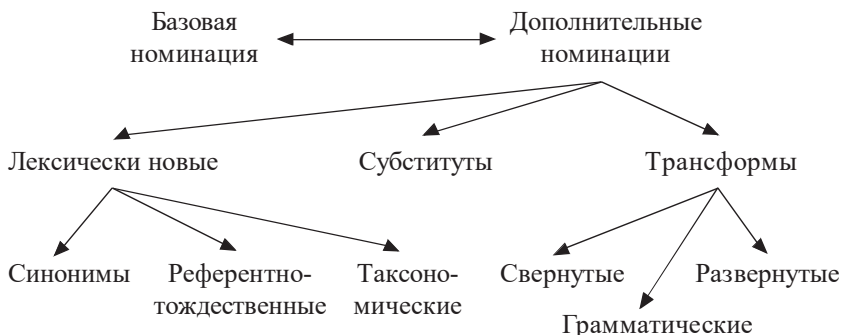 Базовая
номинация
Дополнительные
номинации
Лексически новые
Субституты
Трансформы
Синонимы
Референтно-
тождественные
Таксоно-
мические
Свернутые
Развернутые
Грамматические